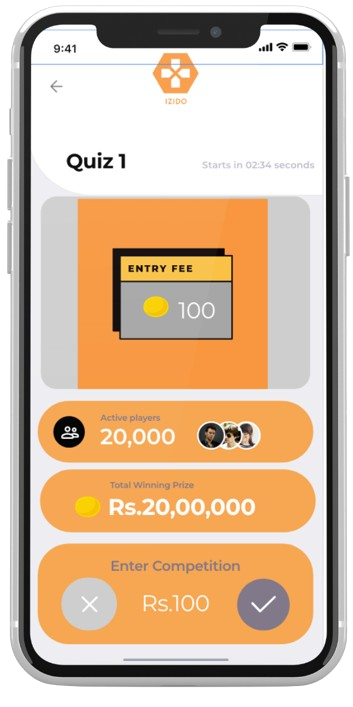 9:41
IZIDO
Quiz 1
Starts in 02:34 seconds
ENTRY FEE
100
Active players
20,000
Total Winning Prize
Rs.20,00,000
Enter Competition
Rs.100